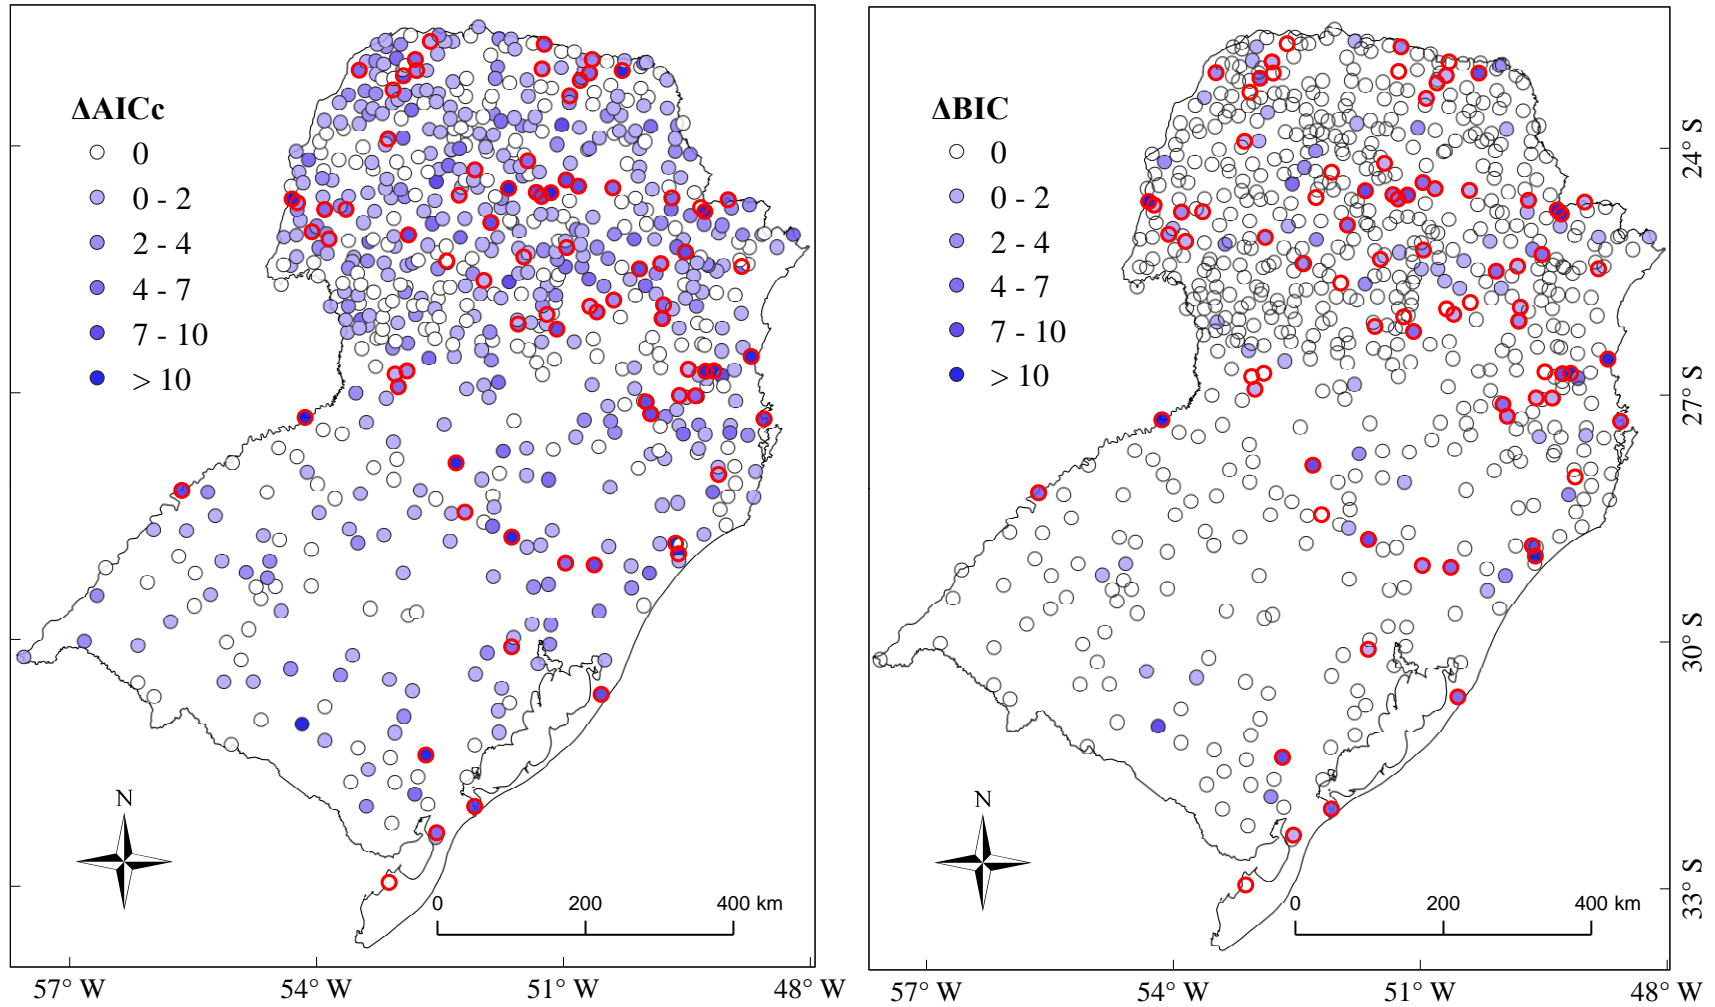 ΔAICc
0
0 - 2
2 - 4
4 - 7
7 - 10
> 10
N
0 200 400 km
57° W 54° W 51° W 48° W
ΔBIC
0
0 - 2
2 - 4
4 - 7
7 - 10
> 10
N
0 200 400 km
24° S
27° S
30° S
33° S
57° W 54° W 51° W 48° W